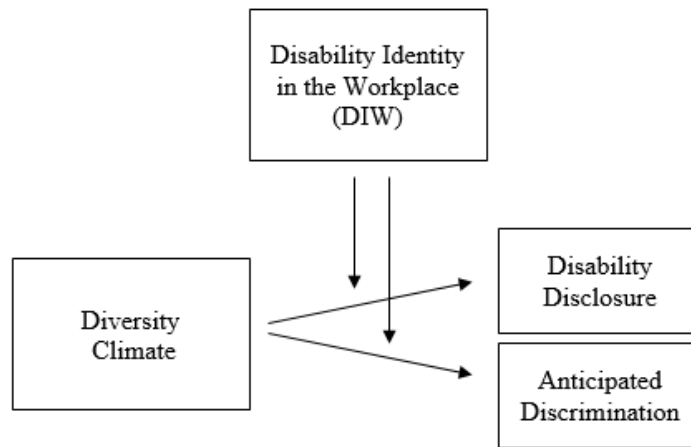 Disability Identity
in the Workplace
(DIW)
Diversity
Climate
Disability
Disclosure
Anticipated
Discrimination